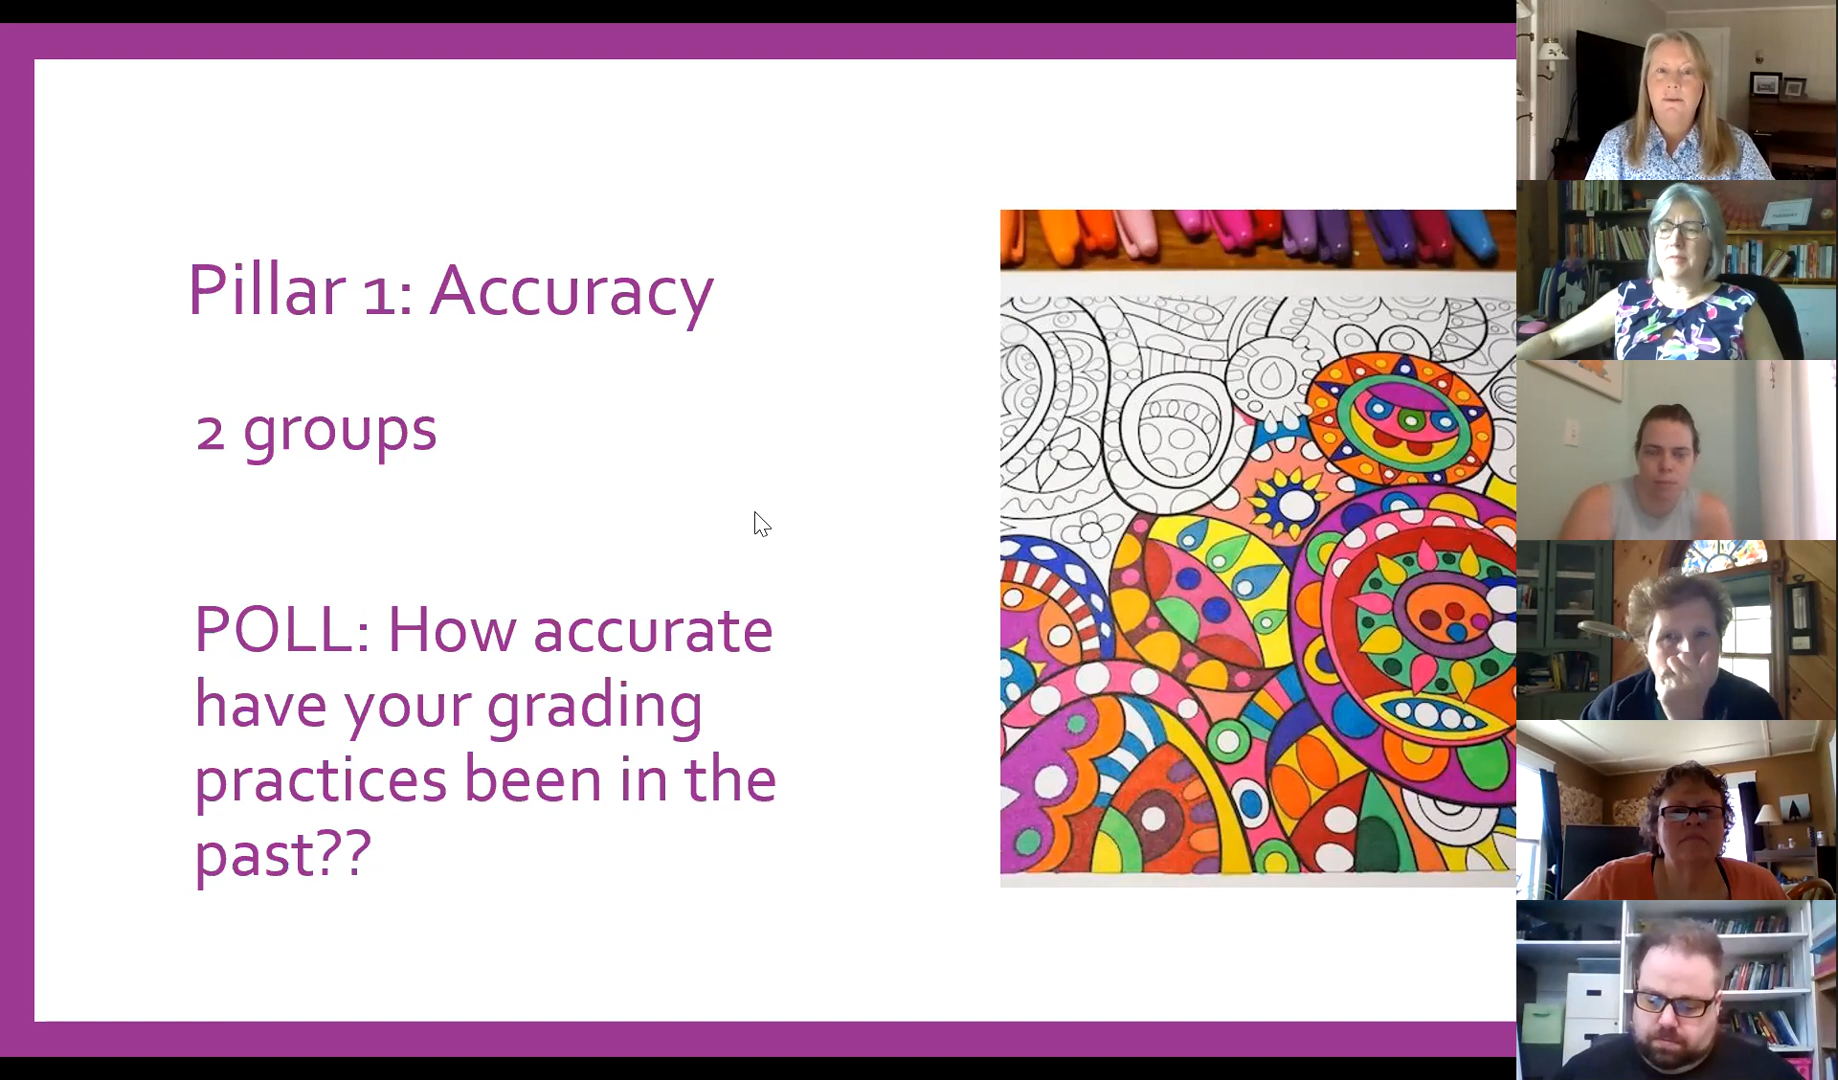 Pillar 1: Accuracy
2 groups
POLL: How accurate
have your grading
practices been in the
past??